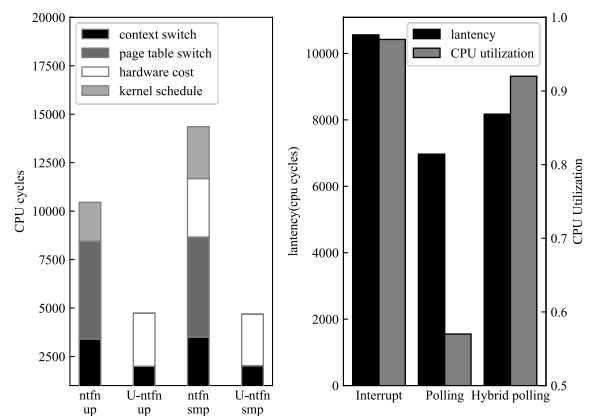 20000
17500
15000
12500
10000
7500
5000
2500
CPU cycles
context switch
page table switch
hardware cost
kernel schedule
ntfn
up
U-ntfn
up
ntfn
smp
U-ntfn
smp
10000
8000
6000
4000
2000
0
lantency(cpu cycles)
lantency
CPU utilization
1.0
0.9
0.8
0.7
0.6
0.5
CPU Utilization
Interrupt
Polling
Hybrid polling